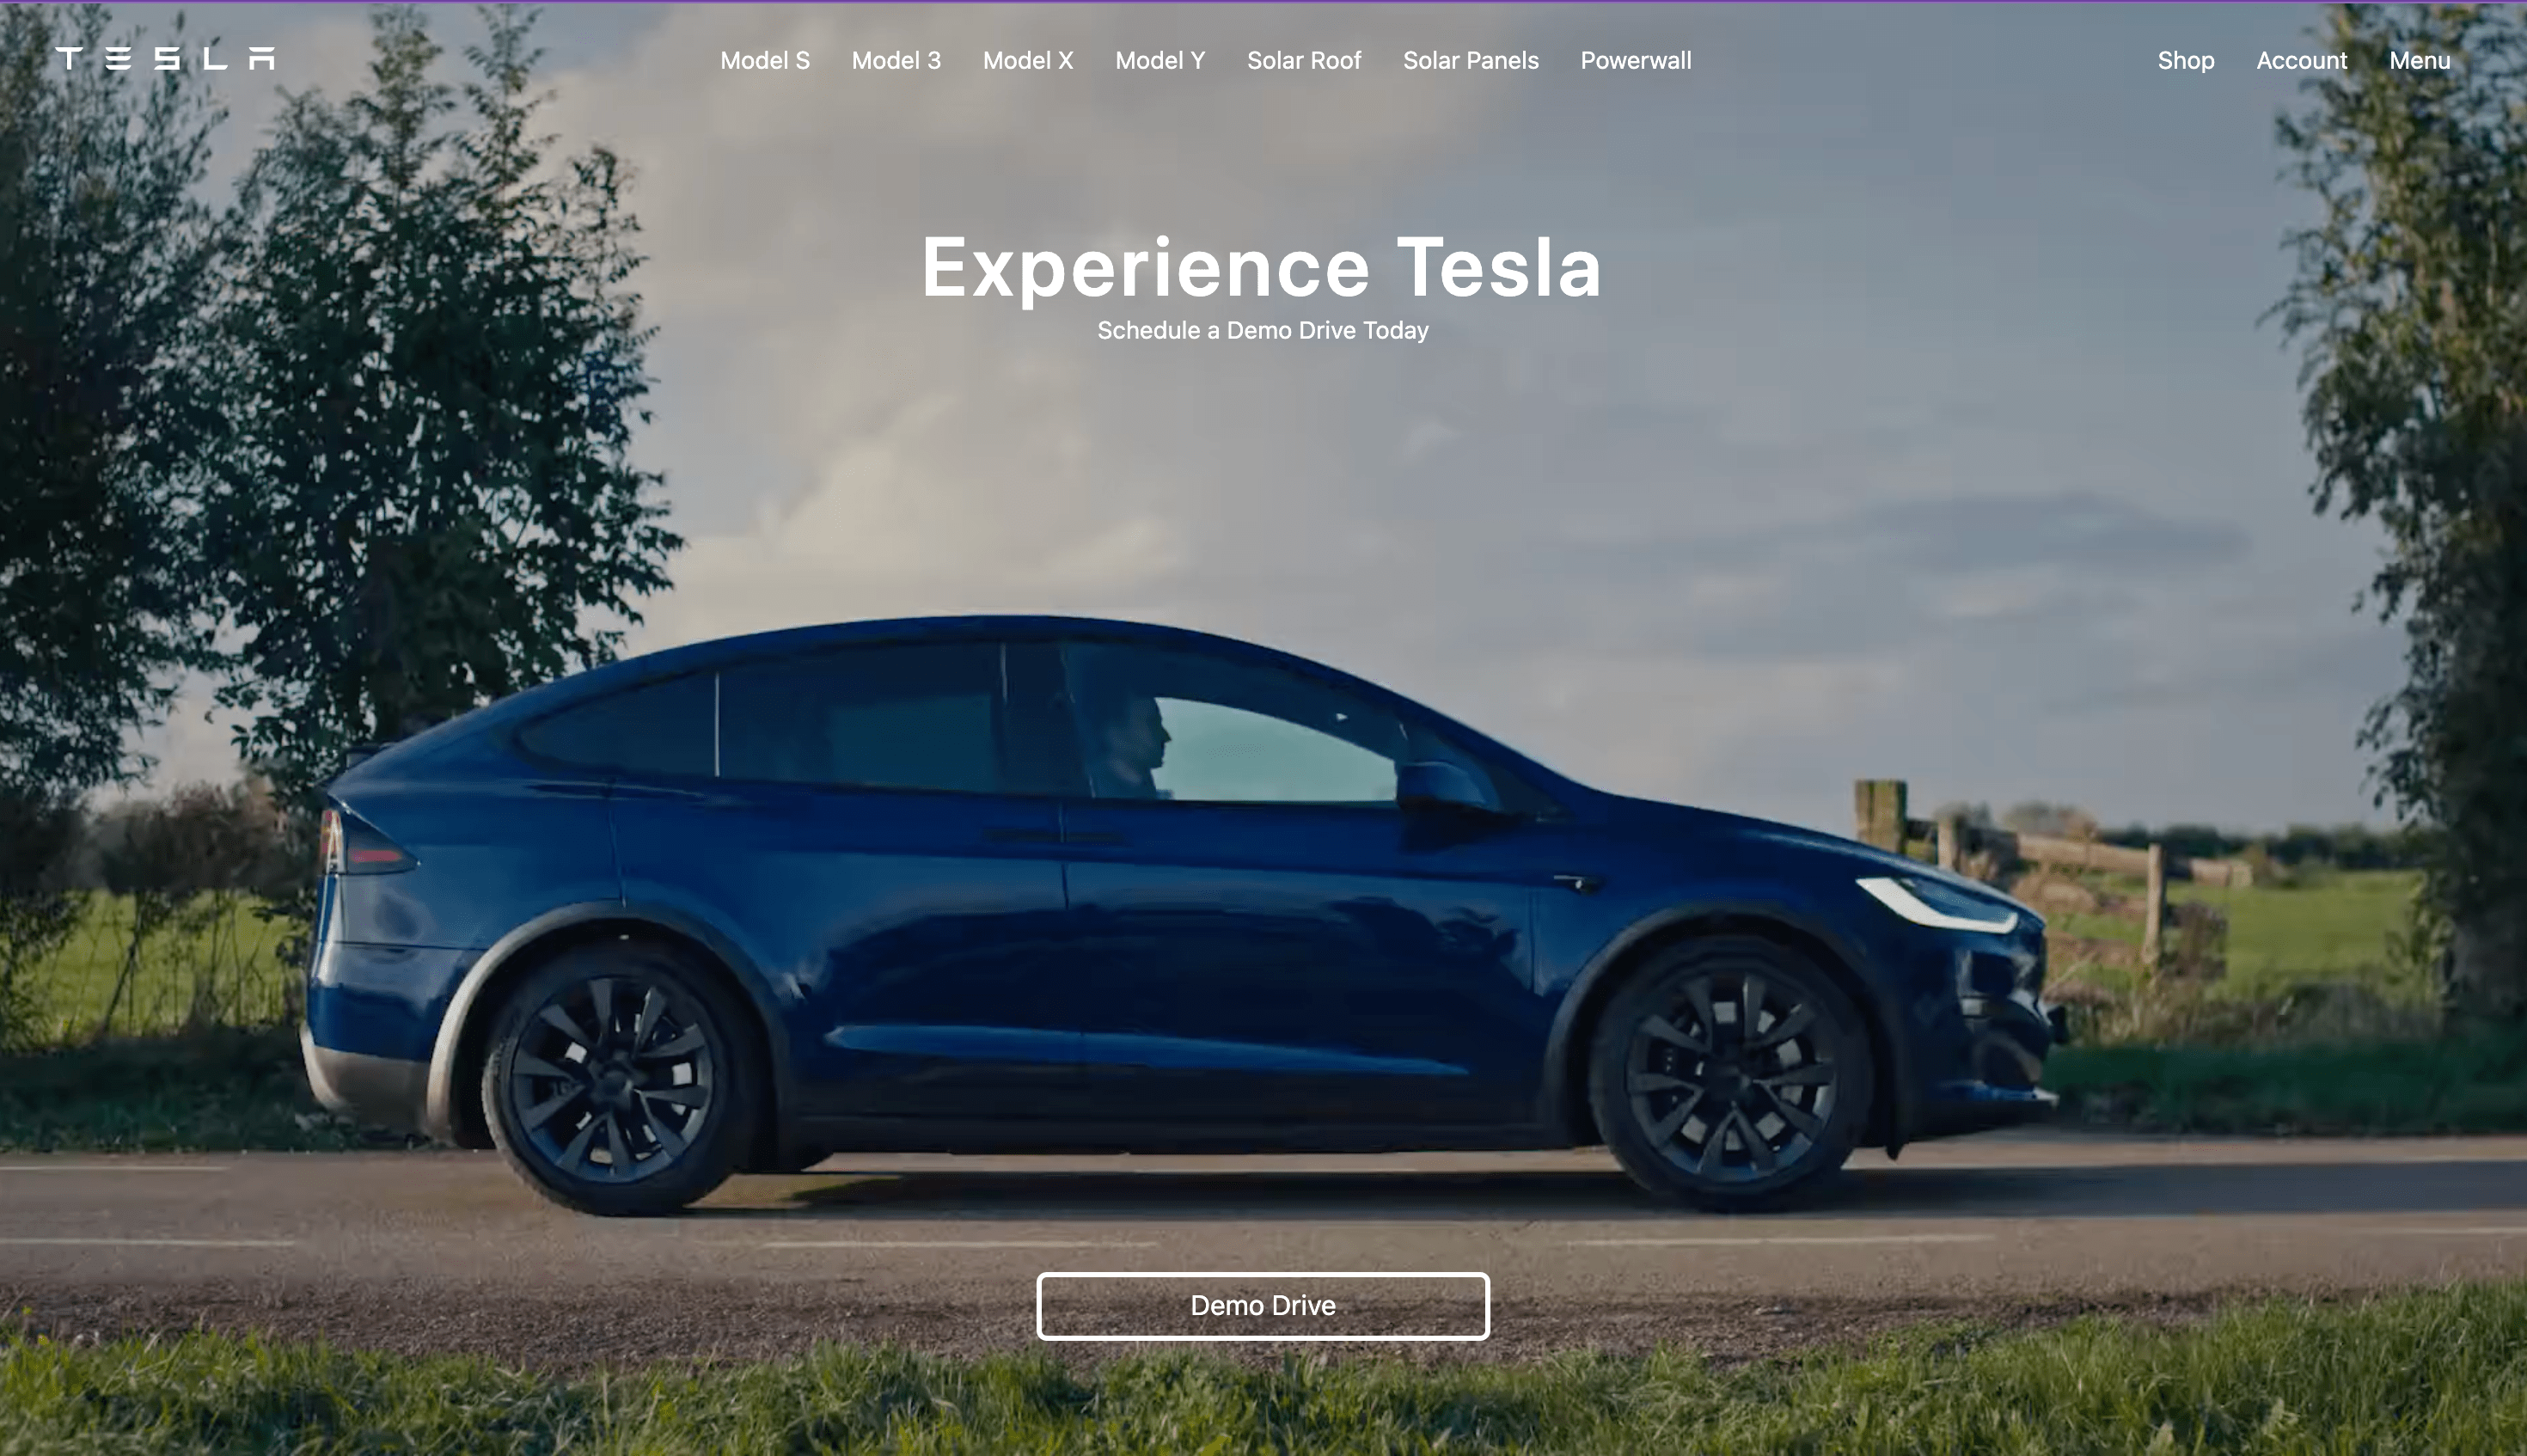 TESLA
Model S Model 3 Model X Model Y Solar Roof Solar Panels Powerwall
Shop Account Menu
Experience Tesla
Schedule a Demo Drive Today
Demo Drive